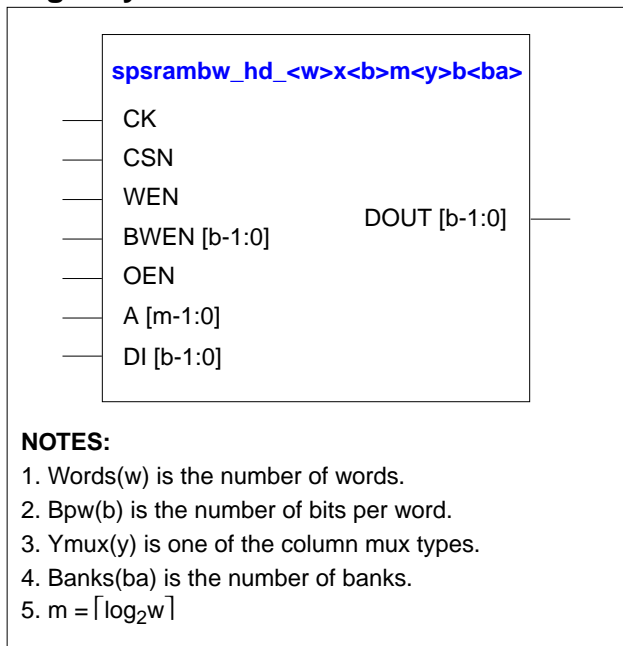 spsrambw_hd_<w>x<b>m<y>b<ba>
CK
CSN
WEN
BWEN [b-1:0]
OEN
A [m-1:0]
DI [b-1:0]
DOUT [b-1:0]
NOTES:
1. Words(w) is the number of words.
2. Bpw(b) is the number of bits per word.
3. Ymux(y) is one of the column mux types.
4. Banks(ba) is the number of banks.
5. m = ⌈log₂w⌉